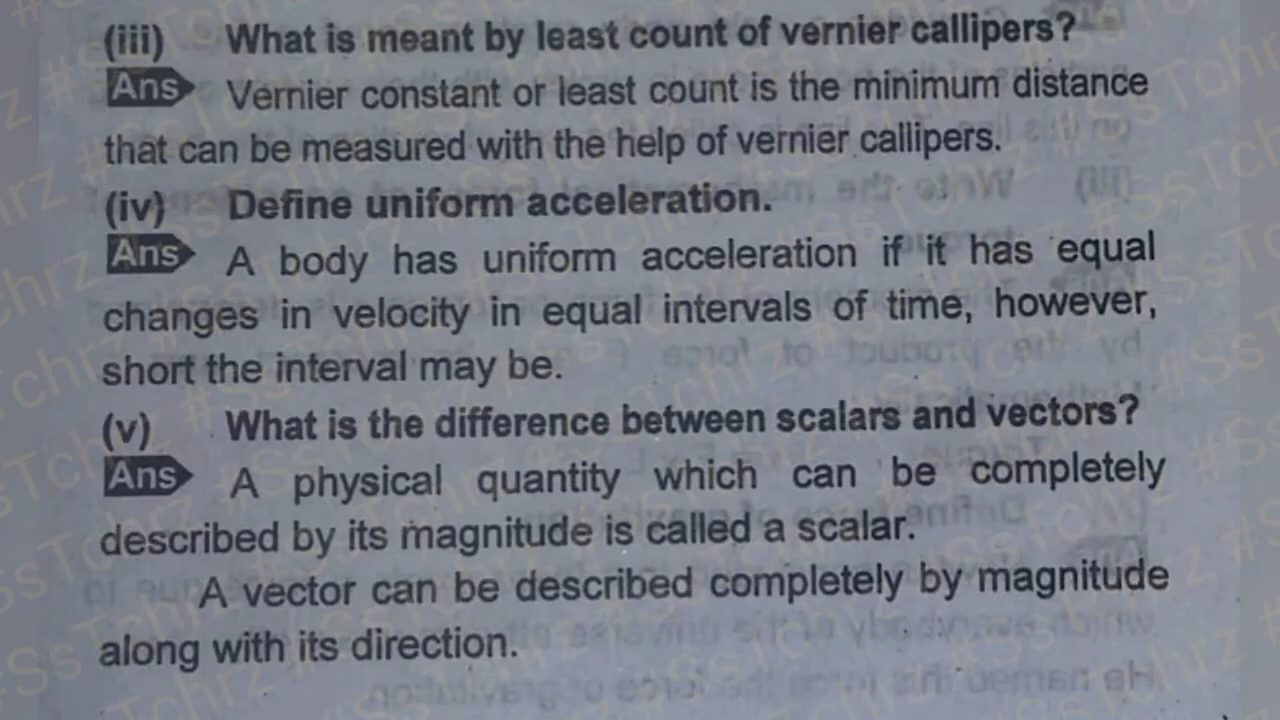 (iii) What is meant by least count of vernier callipers?
Ans Vernier constant or least count is the minimum distance
that can be measured with the help of vernier callipers.
(iv) Define uniform acceleration.
Ans A body has uniform acceleration if it has equal
changes in velocity in equal intervals of time, however,
short the interval may be.
(v) What is the difference between scalars and vectors?
Ans A physical quantity which can be completely
described by its magnitude is called a scalar.
A vector can be described completely by magnitude
along with its direction.